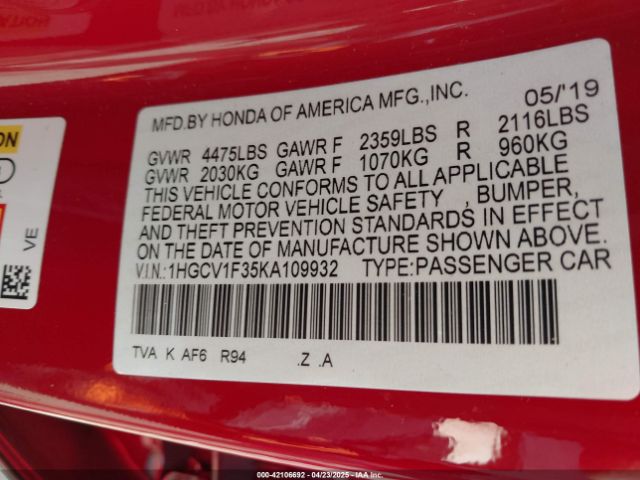 MFD.BY HONDA OF AMERICA MFG.,INC. 05/'19
GVWR 4475LBS GAWR F 2359LBS R 2116LBS
GVWR 2030KG GAWR F 1070KG R 960KG
THIS VEHICLE CONFORMS TO ALL APPLICABLE
FEDERAL MOTOR VEHICLE SAFETY , BUMPER,
AND THEFT PREVENTION STANDARDS IN EFFECT
ON THE DATE OF MANUFACTURE SHOWN ABOVE.
V.I.N.:1HGCV1F35KA109932 TYPE:PASSENGER CAR
TVA K AF6 R94 .Z .A
VE
000-42106692 - 04/23/2025 - IAA Inc.